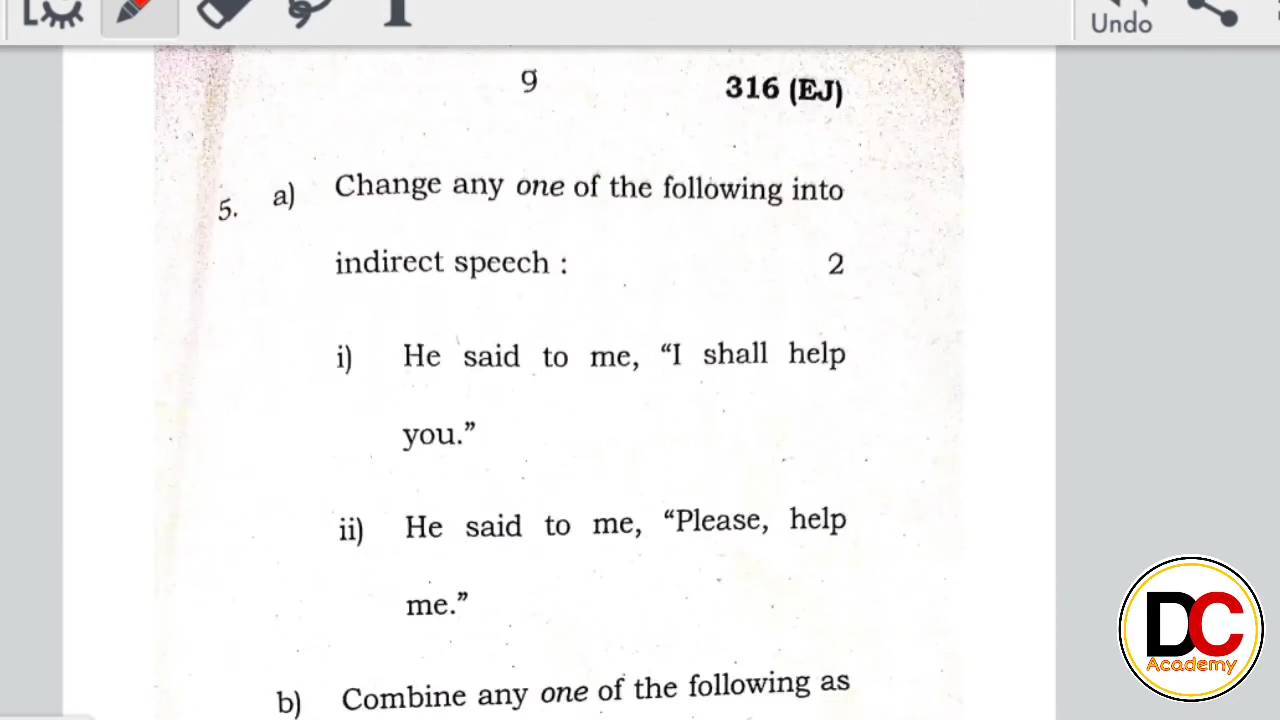 Undo
9 316 (EJ)
5. a) Change any one of the following into
indirect speech : 2
i) He said to me, “I shall help
you.”
ii) He said to me, “Please, help
me.”
b) Combine any one of the following as
DC
Academy